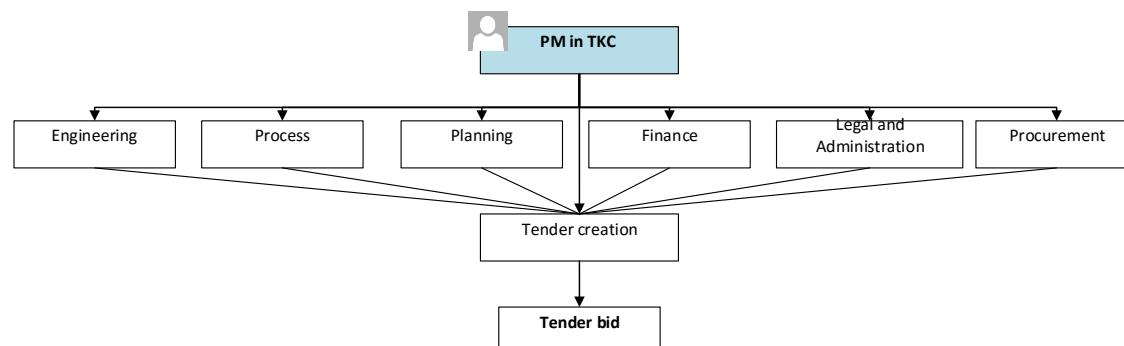 PM in TKC
Engineering
Process
Planning
Finance
Legal and
Administration
Procurement
Tender creation
Tender bid